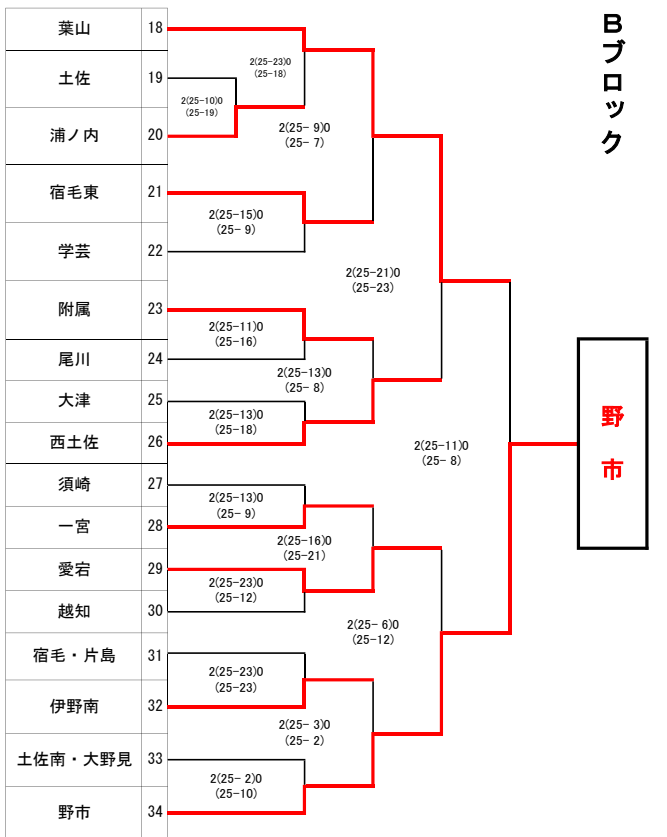 Bブロック
葉山 18
土佐 19
浦ノ内 20
宿毛東 21
学芸 22
附属 23
尾川 24
大津 25
西土佐 26
須崎 27
一宮 28
愛宕 29
越知 30
宿毛・片島 31
伊野南 32
土佐南・大野見 33
野市 34
2(25-10)0
(25-19)
2(25-23)0
(25-18)
2(25-15)0
(25- 9)
2(25- 9)0
(25- 7)
2(25-11)0
(25-16)
2(25-13)0
(25-18)
2(25-13)0
(25- 8)
2(25-21)0
(25-23)
2(25-13)0
(25- 9)
2(25-23)0
(25-12)
2(25-16)0
(25-21)
2(25-23)0
(25-23)
2(25- 2)0
(25-10)
2(25- 3)0
(25- 2)
2(25- 6)0
(25-12)
2(25-11)0
(25- 8)
野市